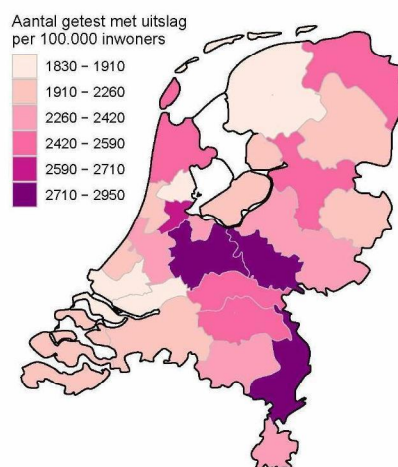 Aantal getest met uitslag
per 100.000 inwoners
1830 – 1910
1910 – 2260
2260 – 2420
2420 – 2590
2590 – 2710
2710 – 2950